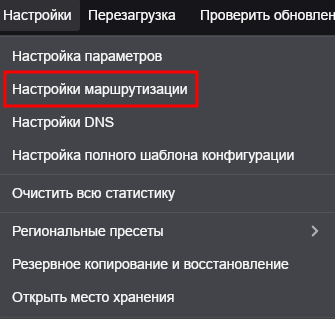 Настройки Перезагрузка Проверить обновлен
Настройка параметров
Настройки маршрутизации
Настройки DNS
Настройка полного шаблона конфигурации
Очистить всю статистику
Региональные пресеты
Резервное копирование и восстановление
Открыть место хранения